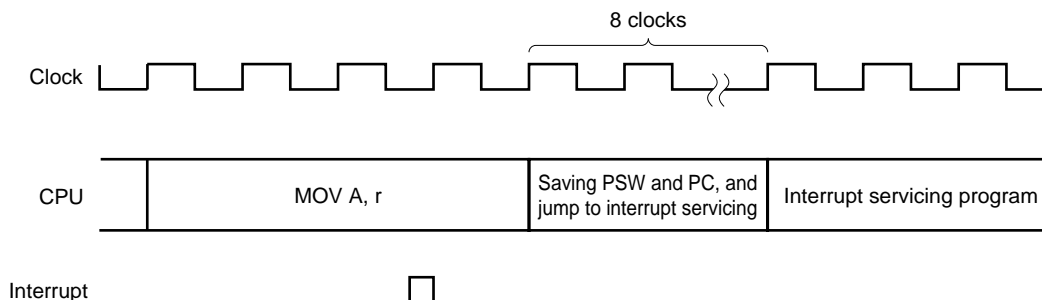 8 clocks
Clock
CPU
MOV A, r
Saving PSW and PC, and
jump to interrupt servicing
Interrupt servicing program
Interrupt